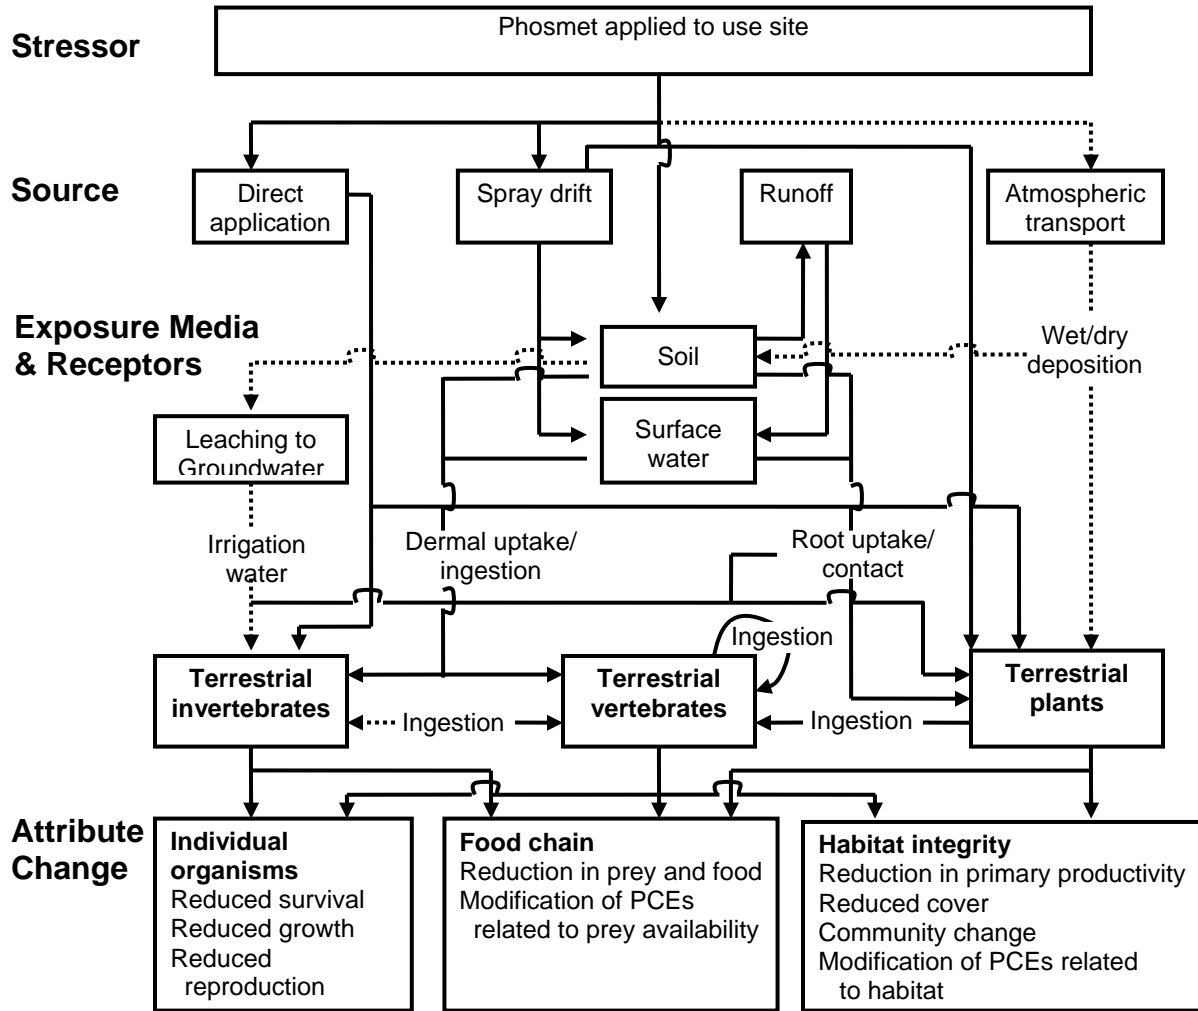 Stressor
Phosmet applied to use site
Source
Direct
application
Spray drift
Runoff
Atmospheric
transport
Exposure Media
& Receptors
Soil
Wet/dry
deposition
Leaching to
Groundwater
Surface
water
Irrigation
water
Dermal uptake/
ingestion
Root uptake/
contact
Ingestion
Terrestrial
invertebrates
Terrestrial
vertebrates
Terrestrial
plants
Ingestion
Ingestion
Attribute
Change
Individual
organisms
Reduced survival
Reduced growth
Reduced
reproduction
Food chain
Reduction in prey and food
Modification of PCEs
related to prey availability
Habitat integrity
Reduction in primary productivity
Reduced cover
Community change
Modification of PCEs related
to habitat